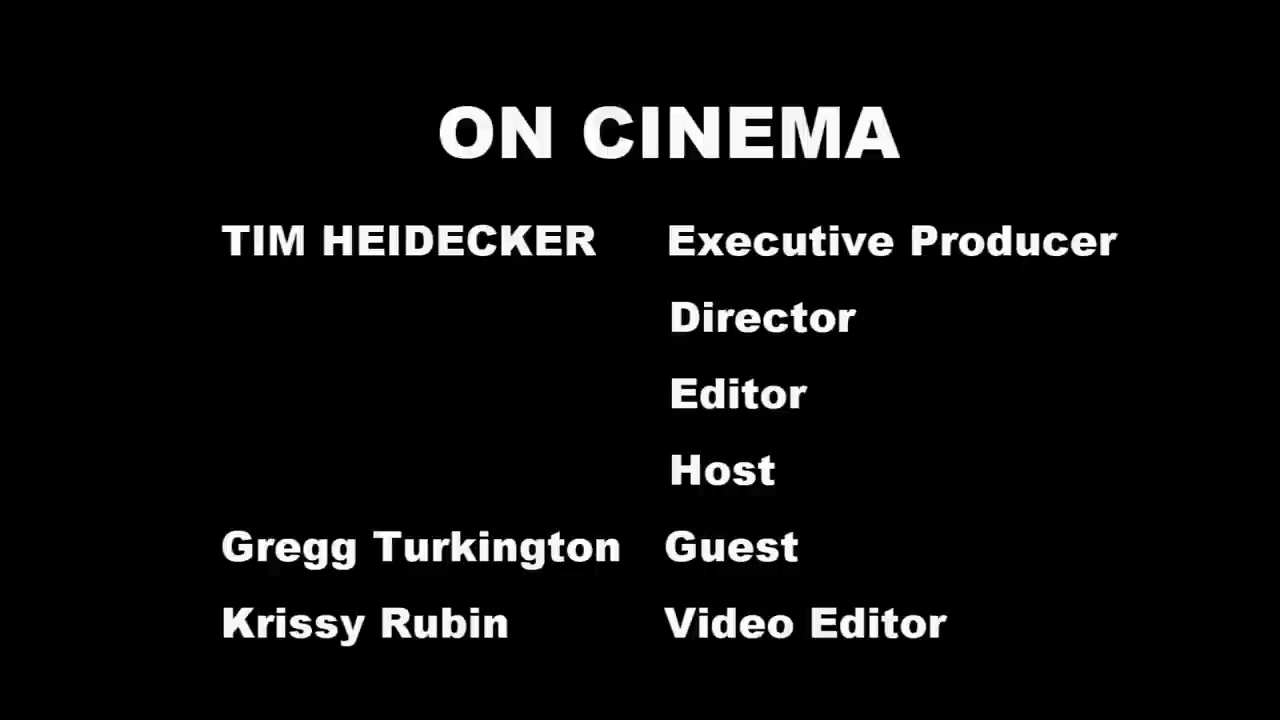 ON CINEMA
TIM HEIDECKER Executive Producer
Director
Editor
Host
Gregg Turkington Guest
Krissy Rubin Video Editor